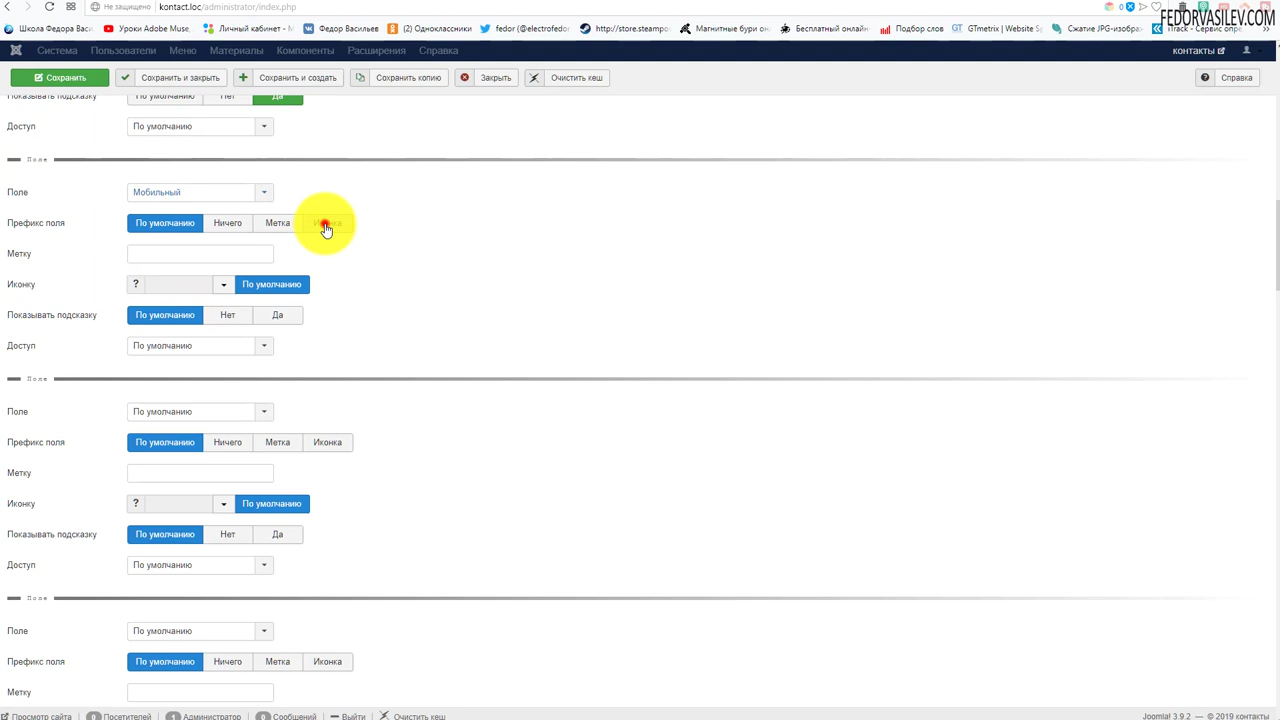 Не защищено kontact.loc/administrator/index.php
FEDORVASILEV.COM
Школа Федора Васи. Уроки Adobe Muse, Личный кабинет - М Федор Васильев (2) Одноклассники fedor (@electrofedor http://store.steampo Магнитные бури он Бесплатный онлайн Подбор слов GTmetrix | Website Sp Сжатие JPG-изображ iTrack - Сервис опре
Система Пользователи Меню Материалы Компоненты Расширения Справка контакты
Сохранить Сохранить и закрыть Сохранить и создать Сохранить копию Закрыть Очистить кеш ? Справка
Показывать подсказку По умолчанию Нет Да
Доступ По умолчанию
Поле
Поле Мобильный
Префикс поля По умолчанию Ничего Метка Иконка
Метку
Иконку ? По умолчанию
Показывать подсказку По умолчанию Нет Да
Доступ По умолчанию
Поле
Поле По умолчанию
Префикс поля По умолчанию Ничего Метка Иконка
Метку
Иконку ? По умолчанию
Показывать подсказку По умолчанию Нет Да
Доступ По умолчанию
Поле
Поле По умолчанию
Префикс поля По умолчанию Ничего Метка Иконка
Метку
Просмотр сайта 0 Посетителей 1 Администратор 0 Сообщений Выйти Очистить кеш Joomla! 3.9.2 — © 2019 контакты